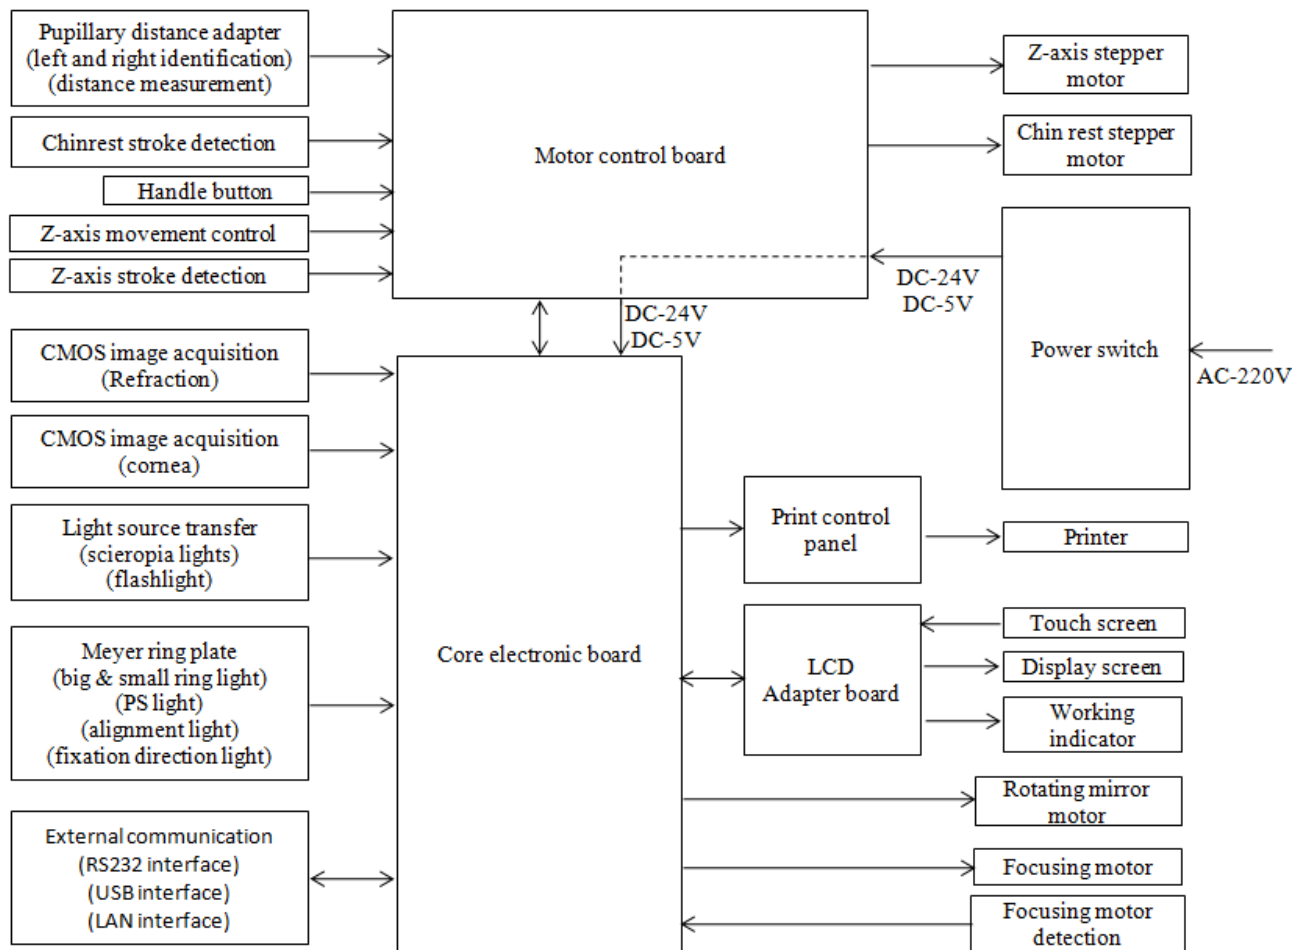 Pupillary distance adapter
(left and right identification)
(distance measurement)
Chinrest stroke detection
Handle button
Z-axis movement control
Z-axis stroke detection
Motor control board
Z-axis stepper
motor
Chin rest stepper
motor
DC-24V
DC-5V
DC-24V
DC-5V
Power switch
AC-220V
CMOS image acquisition
(Refraction)
CMOS image acquisition
(cornea)
Light source transfer
(scieropia lights)
(flashlight)
Meyer ring plate
(big & small ring light)
(PS light)
(alignment light)
(fixation direction light)
External communication
(RS232 interface)
(USB interface)
(LAN interface)
Core electronic board
Print control
panel
Printer
LCD
Adapter board
Touch screen
Display screen
Working
indicator
Rotating mirror
motor
Focusing motor
Focusing motor
detection